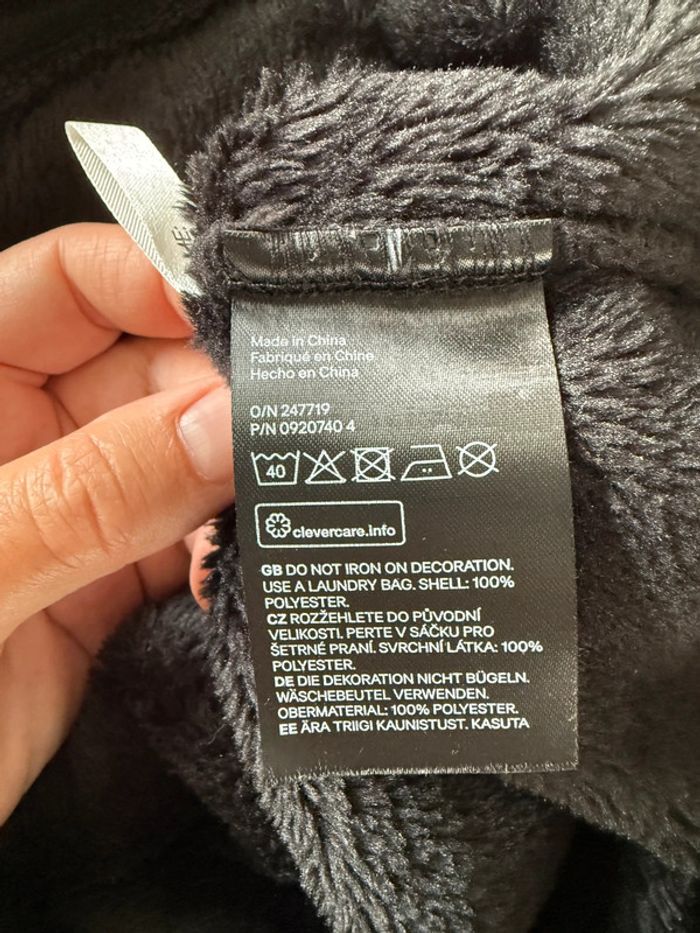 Made in China
Fabriqué en Chine
Hecho en China
O/N 247719
P/N 0920740 4
40
clevercare.info
GB DO NOT IRON ON DECORATION.
USE A LAUNDRY BAG. SHELL: 100%
POLYESTER.
CZ ROZŽEHLETE DO PŮVODNÍ
VELIKOSTI. PERTE V SÁČKU PRO
ŠETRNÉ PRANÍ. SVRCHNÍ LÁTKA: 100%
POLYESTER.
DE DIE DEKORATION NICHT BÜGELN.
WÄSCHEBEUTEL VERWENDEN.
OBERMATERIAL: 100% POLYESTER.
EE ÄRA TRIIGI KAUNISTUST. KASUTA